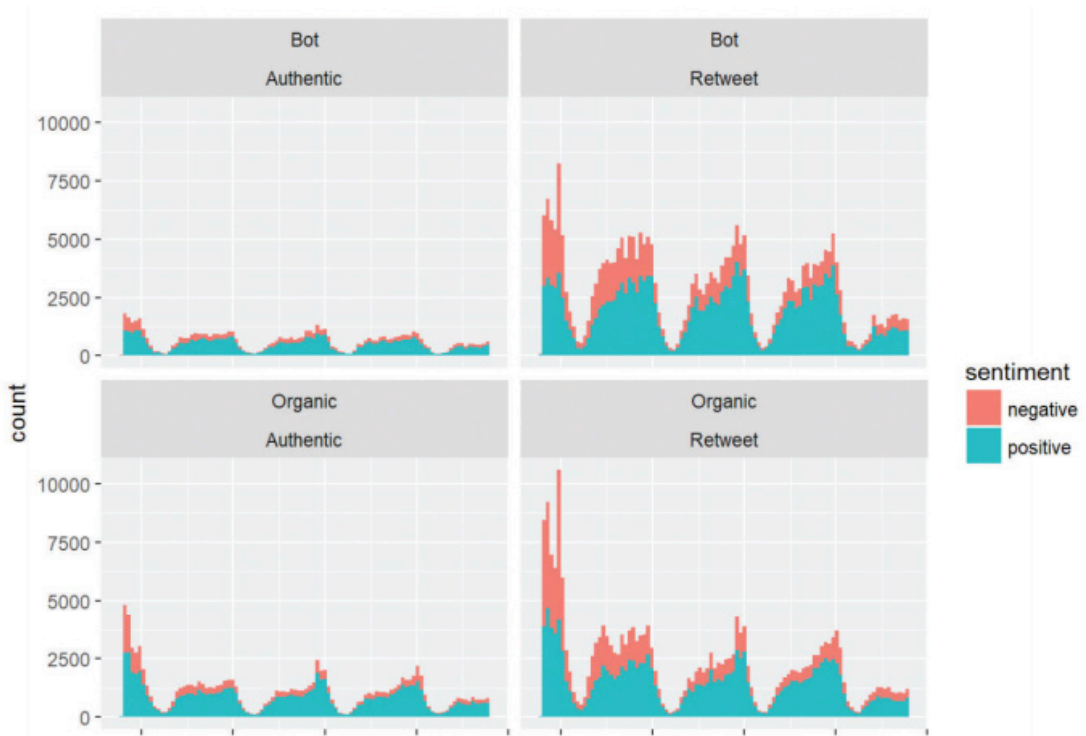 Bot
Authentic
Bot
Retweet
10000
7500
5000
2500
0
Organic
Authentic
Organic
Retweet
10000
7500
5000
2500
0
count
sentiment
negative
positive